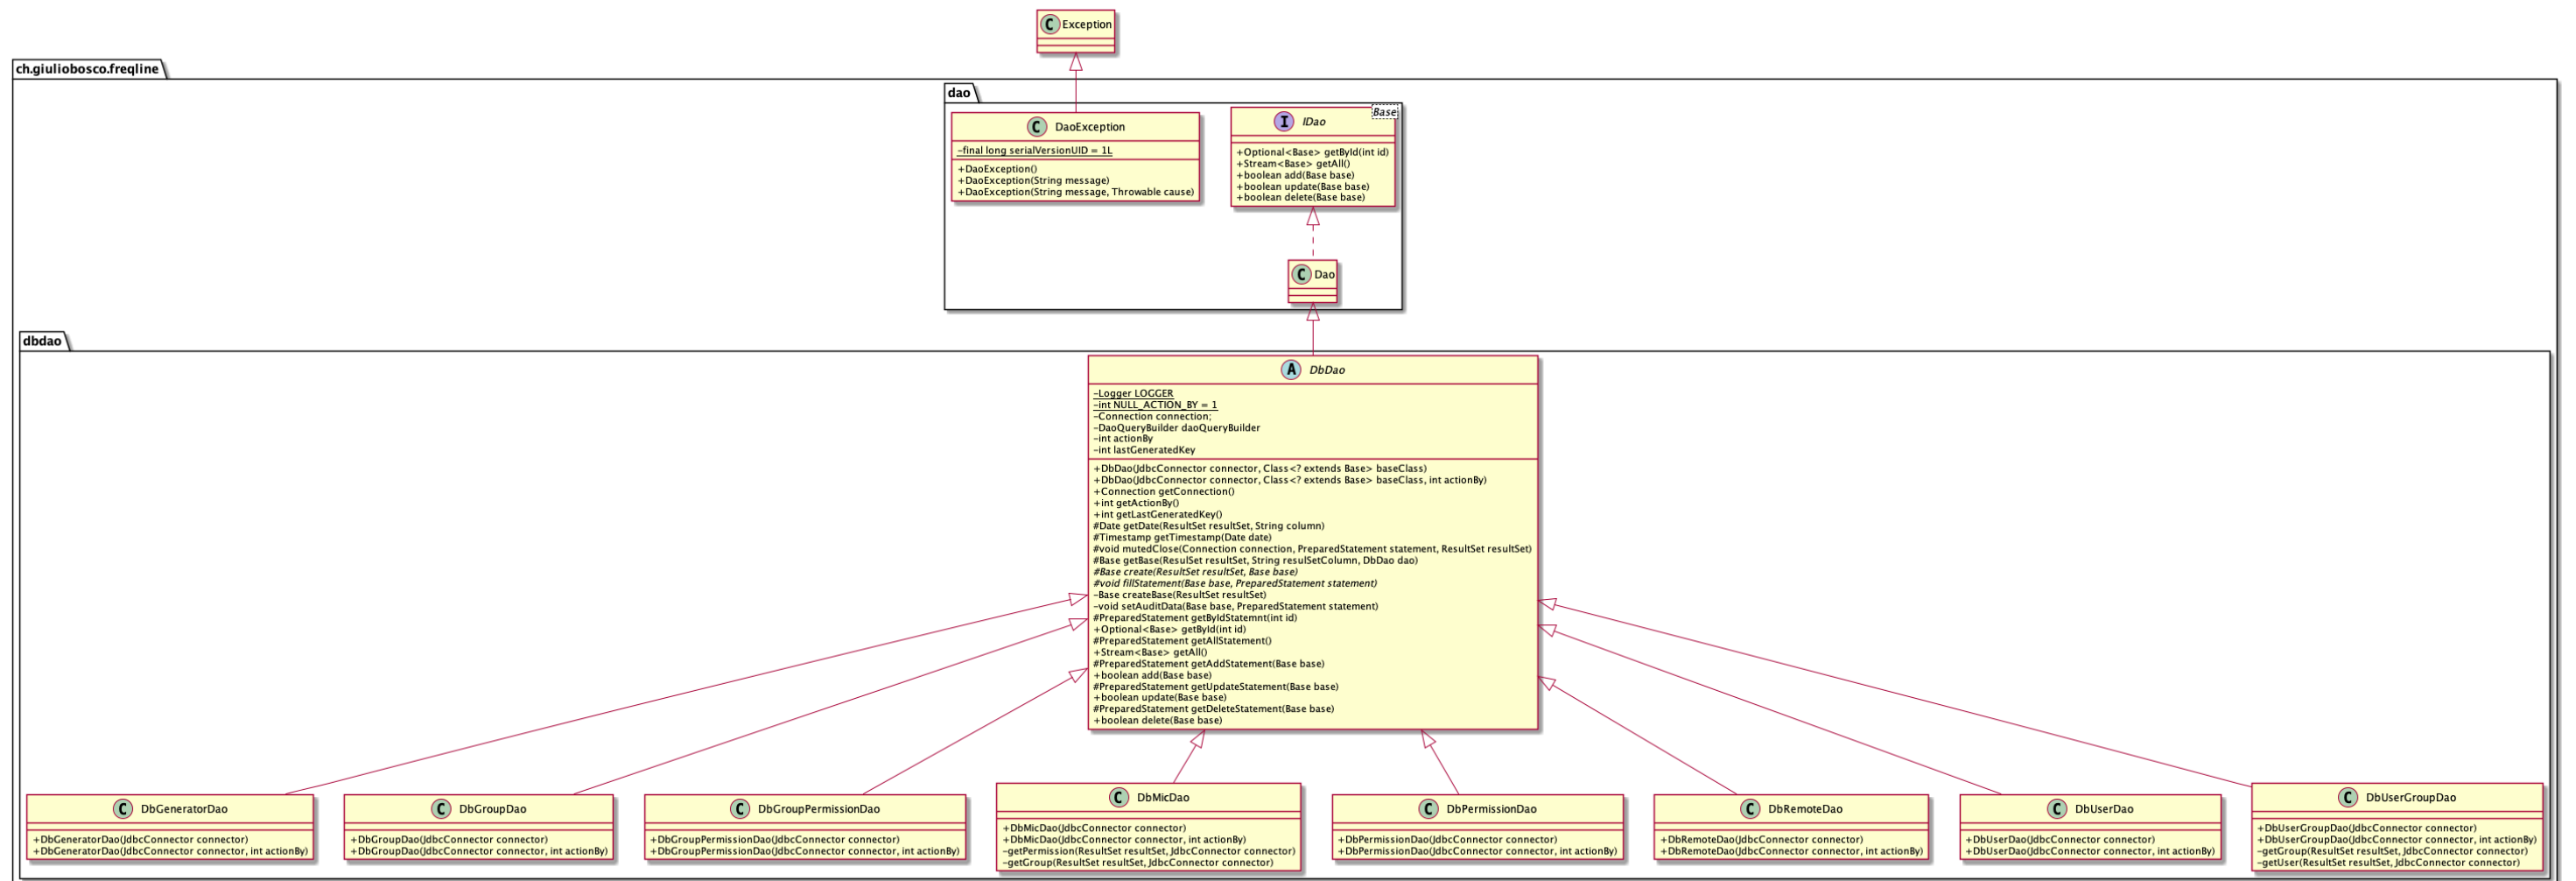 C Exception
ch.giuliobosco.freqline
dao
C DaoException
-final long serialVersionUID = 1L
+DaoException()
+DaoException(String message)
+DaoException(String message, Throwable cause)
Base
I IDao
+Optional<Base> getById(int id)
+Stream<Base> getAll()
+boolean add(Base base)
+boolean update(Base base)
+boolean delete(Base base)
C Dao
dbdao
A DbDao
-Logger LOGGER
-int NULL_ACTION_BY = 1
-Connection connection;
-DaoQueryBuilder daoQueryBuilder
-int actionBy
-int lastGeneratedKey
+DbDao(JdbcConnector connector, Class<? extends Base> baseClass)
+DbDao(JdbcConnector connector, Class<? extends Base> baseClass, int actionBy)
+Connection getConnection()
+int getActionBy()
+int getLastGeneratedKey()
#Date getDate(ResultSet resultSet, String column)
#Timestamp getTimestamp(Date date)
#void mutedClose(Connection connection, PreparedStatement statement, ResultSet resultSet)
#Base getBase(ResulSet resultSet, String resulSetColumn, DbDao dao)
#Base create(ResultSet resultSet, Base base)
#void fillStatement(Base base, PreparedStatement statement)
-Base createBase(ResultSet resultSet)
-void setAuditData(Base base, PreparedStatement statement)
#PreparedStatement getByIdStatemnt(int id)
+Optional<Base> getById(int id)
#PreparedStatement getAllStatement()
+Stream<Base> getAll()
#PreparedStatement getAddStatement(Base base)
+boolean add(Base base)
#PreparedStatement getUpdateStatement(Base base)
+boolean update(Base base)
#PreparedStatement getDeleteStatement(Base base)
+boolean delete(Base base)
C DbGeneratorDao
+DbGeneratorDao(JdbcConnector connector)
+DbGeneratorDao(JdbcConnector connector, int actionBy)
C DbGroupDao
+DbGroupDao(JdbcConnector connector)
+DbGroupDao(JdbcConnector connector, int actionBy)
C DbGroupPermissionDao
+DbGroupPermissionDao(JdbcConnector connector)
+DbGroupPermissionDao(JdbcConnector connector, int actionBy)
C DbMicDao
+DbMicDao(JdbcConnector connector)
+DbMicDao(JdbcConnector connector, int actionBy)
-getPermission(ResultSet resultSet, JdbcConnector connector)
-getGroup(ResultSet resultSet, JdbcConnector connector)
C DbPermissionDao
+DbPermissionDao(JdbcConnector connector)
+DbPermissionDao(JdbcConnector connector, int actionBy)
C DbRemoteDao
+DbRemoteDao(JdbcConnector connector)
+DbRemoteDao(JdbcConnector connector, int actionBy)
C DbUserDao
+DbUserDao(JdbcConnector connector)
+DbUserDao(JdbcConnector connector, int actionBy)
C DbUserGroupDao
+DbUserGroupDao(JdbcConnector connector)
+DbUserGroupDao(JdbcConnector connector, int actionBy)
-getGroup(ResultSet resultSet, JdbcConnector connector)
-getUser(ResultSet resultSet, JdbcConnector connector)